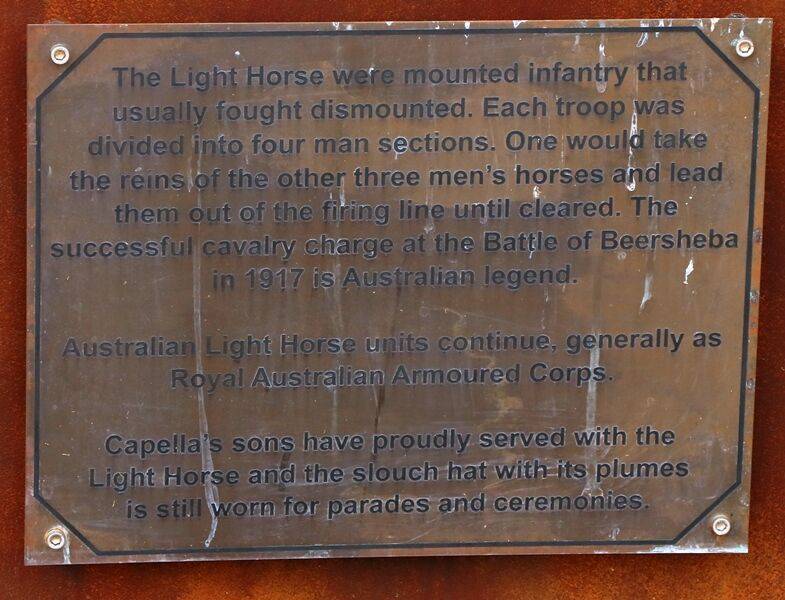 The Light Horse were mounted infantry that
usually fought dismounted. Each troop was
divided into four man sections. One would take
the reins of the other three men's horses and lead
them out of the firing line until cleared. The
successful cavalry charge at the Battle of Beersheba
in 1917 is Australian legend.
Australian Light Horse units continue, generally as
Royal Australian Armoured Corps.
Capella's sons have proudly served with the
Light Horse and the slouch hat with its plumes
is still worn for parades and ceremonies.